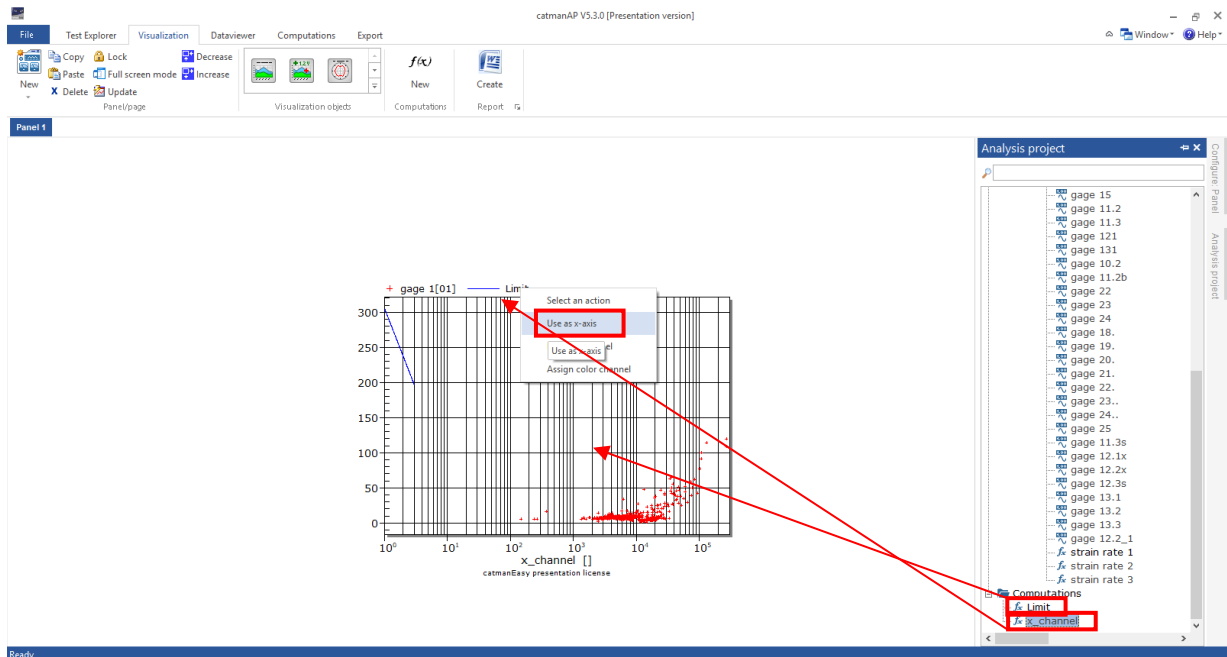 catmanAP V5.3.0 [Presentation version]
File Test Explorer Visualization Dataviewer Computations Export Window Help
Copy Lock Decrease
Paste Full screen mode Increase
New X Delete Update
New
Create
Panel/page Visualization objects Computations Report
Panel 1
Analysis project
Configure: Panel
Analysis project
gage 15
gage 11.2
gage 11.3
gage 121
gage 131
gage 10.2
gage 11.2b
gage 22
gage 23
gage 24
gage 18.
gage 19.
gage 20.
gage 21.
gage 22.
gage 23..
gage 24..
gage 25
gage 11.3s
gage 12.1x
gage 12.2x
gage 12.3s
gage 13.1
gage 13.2
gage 13.3
gage 12.2_1
fx strain rate 1
fx strain rate 2
fx strain rate 3
Computations
fx Limit
fx x_channel
+ gage 1[01] Limit
Select an action
Use as x-axis
Use as x-axis
Assign color channel
300
250
200
150
100
50
0
10⁰ 10¹ 10² 10³ 10⁴ 10⁵
x_channel []
catmanEasy presentation license
Ready